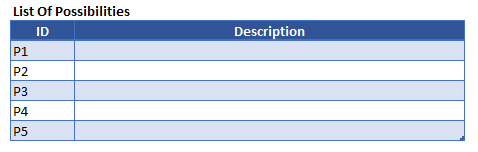 List Of Possibilities
ID Description
P1
P2
P3
P4
P5